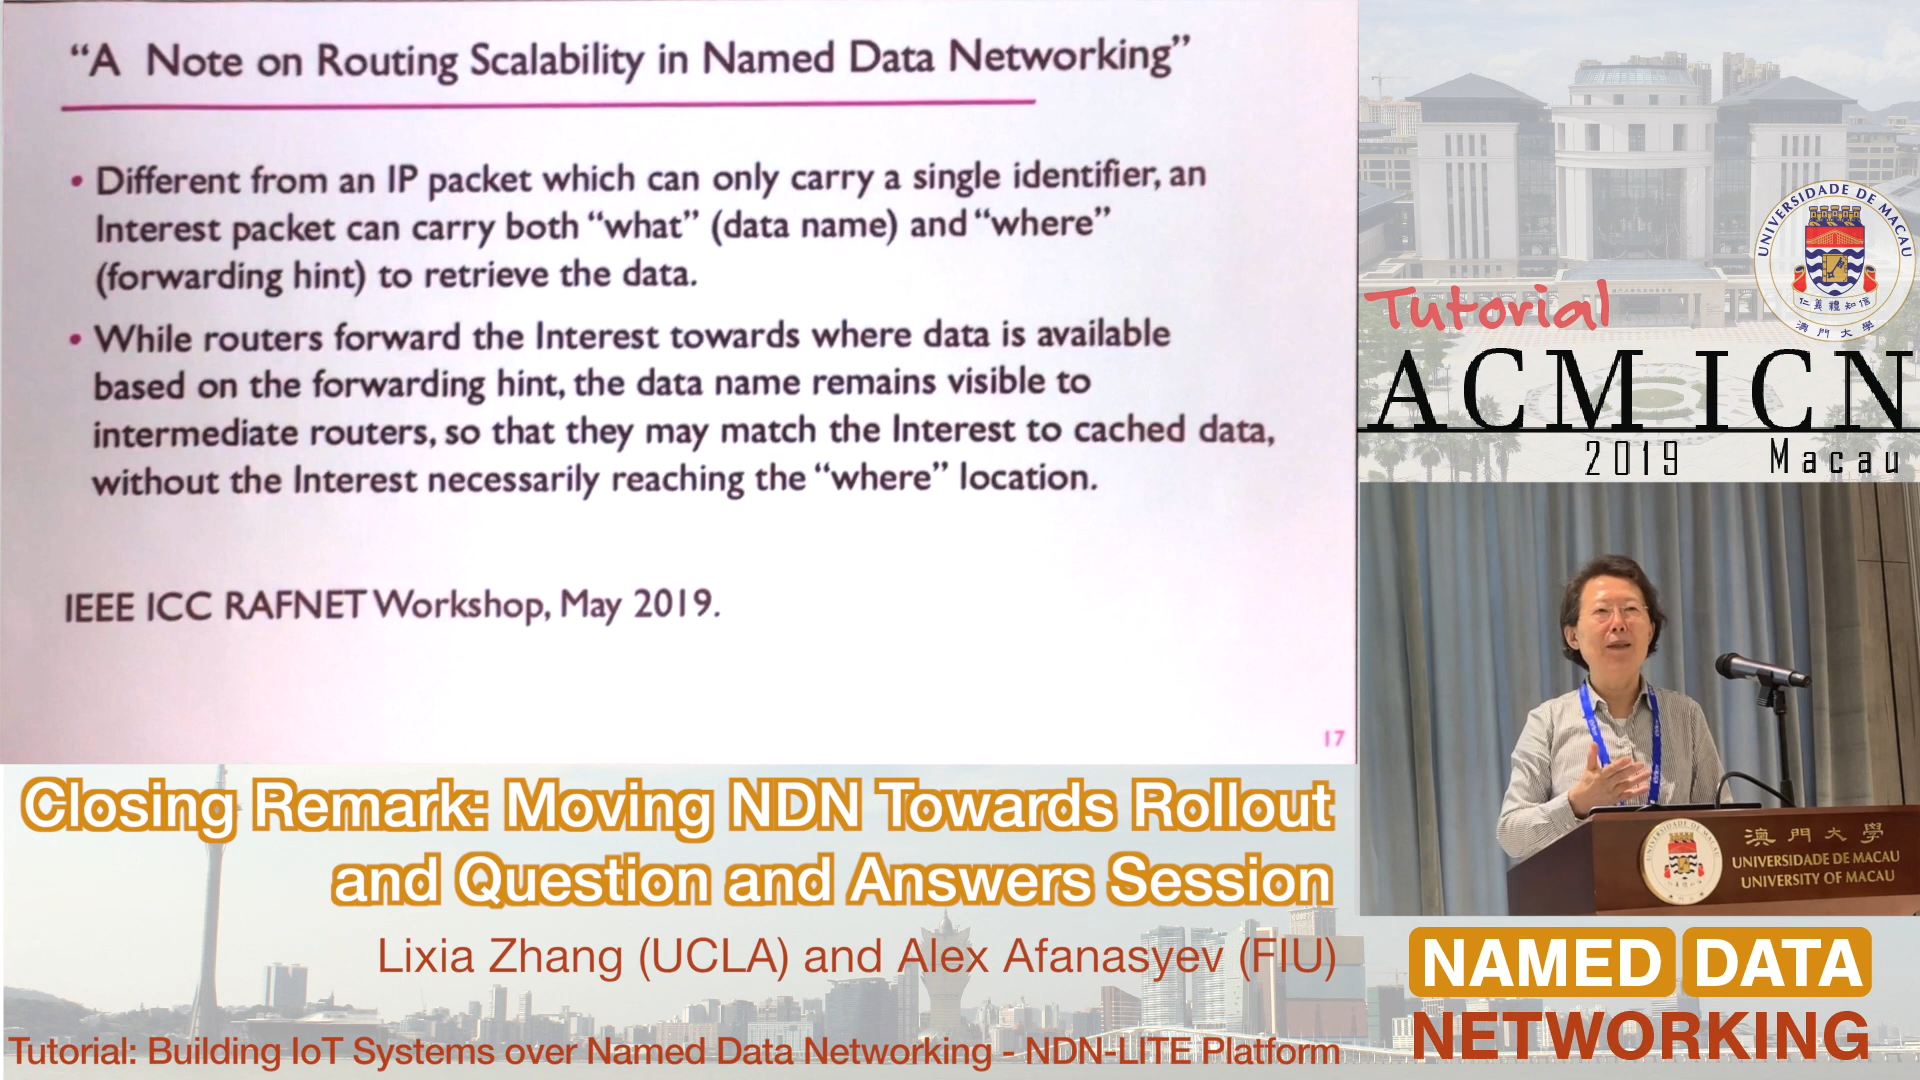 “A Note on Routing Scalability in Named Data Networking”
• Different from an IP packet which can only carry a single identifier, an
Interest packet can carry both “what” (data name) and “where”
(forwarding hint) to retrieve the data.
• While routers forward the Interest towards where data is available
based on the forwarding hint, the data name remains visible to
intermediate routers, so that they may match the Interest to cached data,
without the Interest necessarily reaching the “where” location.
IEEE ICC RAFNET Workshop, May 2019.
17
UNIVERSIDADE DE MACAU
仁義禮知信
澳門大學
Tutorial
ACM ICN
2019 Macau
澳門大學
UNIVERSIDADE DE MACAU
UNIVERSITY OF MACAU
Closing Remark: Moving NDN Towards Rollout
and Question and Answers Session
Lixia Zhang (UCLA) and Alex Afanasyev (FIU)
Tutorial: Building IoT Systems over Named Data Networking - NDN-LITE Platform
NAMED DATA
NETWORKING